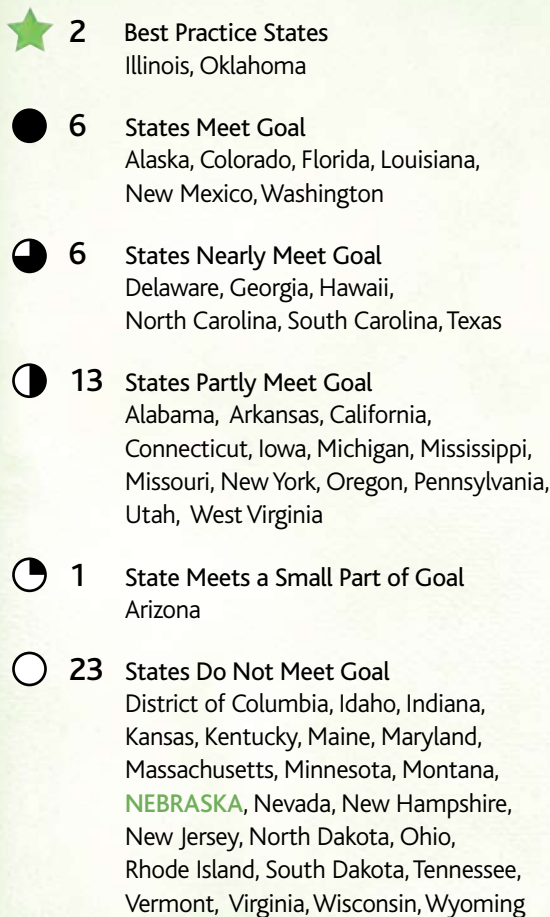 2 Best Practice States
Illinois, Oklahoma
6 States Meet Goal
Alaska, Colorado, Florida, Louisiana,
New Mexico, Washington
6 States Nearly Meet Goal
Delaware, Georgia, Hawaii,
North Carolina, South Carolina, Texas
13 States Partly Meet Goal
Alabama, Arkansas, California,
Connecticut, Iowa, Michigan, Mississippi,
Missouri, New York, Oregon, Pennsylvania,
Utah, West Virginia
1 State Meets a Small Part of Goal
Arizona
23 States Do Not Meet Goal
District of Columbia, Idaho, Indiana,
Kansas, Kentucky, Maine, Maryland,
Massachusetts, Minnesota, Montana,
NEBRASKA, Nevada, New Hampshire,
New Jersey, North Dakota, Ohio,
Rhode Island, South Dakota, Tennessee,
Vermont, Virginia, Wisconsin, Wyoming